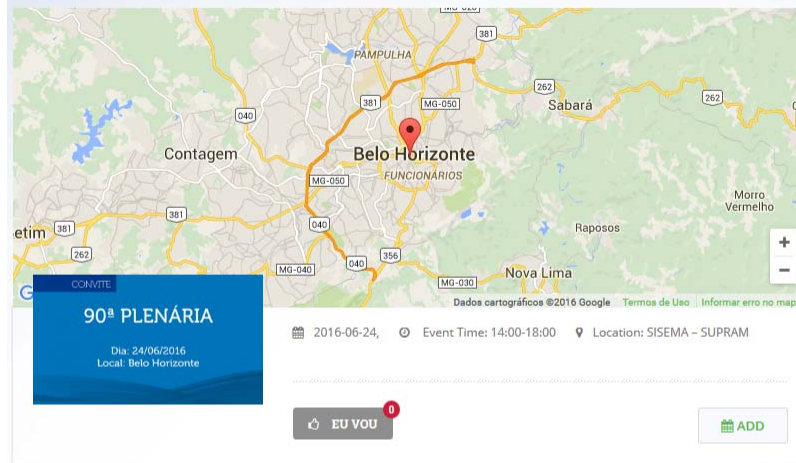 MG-020
381
PAMPULHA
262
381
MG-050
Sabará
262
040
Contagem
Belo Horizonte
FUNCIONÁRIOS
MG-050
Morro
Vermelho
381
040
Raposos
etim
381
262
356
+
MG-040
040
Nova Lima
−
MG-030
G
Dados cartográficos ©2016 Google
Termos de Uso
Informar erro no map
CONVITE
90ª PLENÁRIA
Dia: 24/06/2016
Local: Belo Horizonte
2016-06-24,
Event Time: 14:00-18:00
Location: SISEMA – SUPRAM
0
EU VOU
ADD